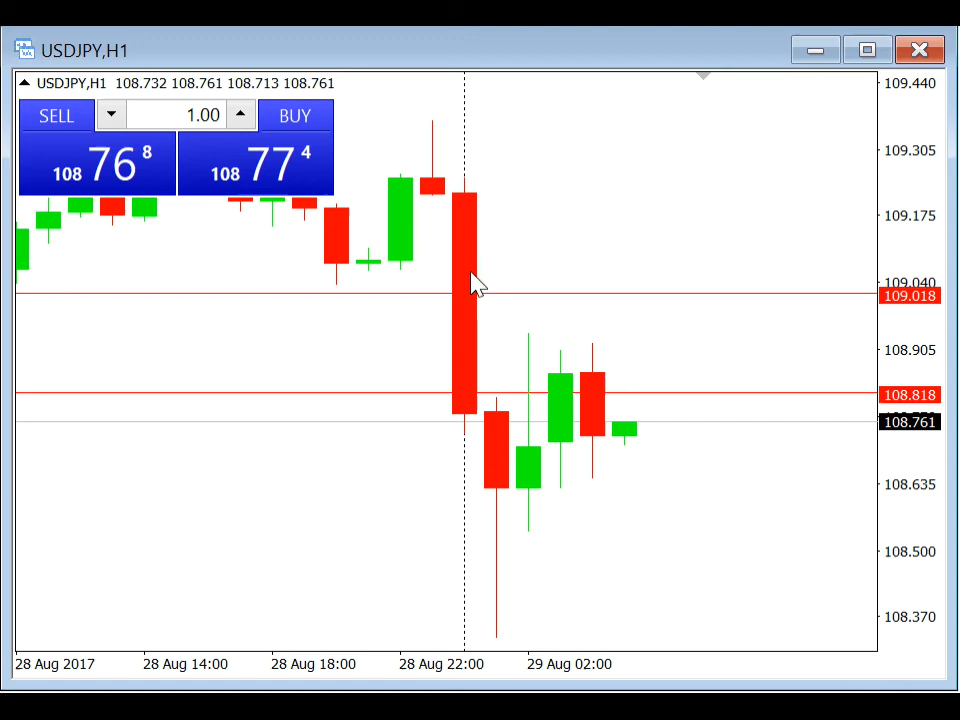 USDJPY,H1
USDJPY,H1 108.732 108.761 108.713 108.761
SELL 1.00 BUY
108 76 8 108 77 4
109.440
109.305
109.175
109.040
109.018
108.905
108.818
108.761
108.635
108.500
108.370
28 Aug 2017 28 Aug 14:00 28 Aug 18:00 28 Aug 22:00 29 Aug 02:00